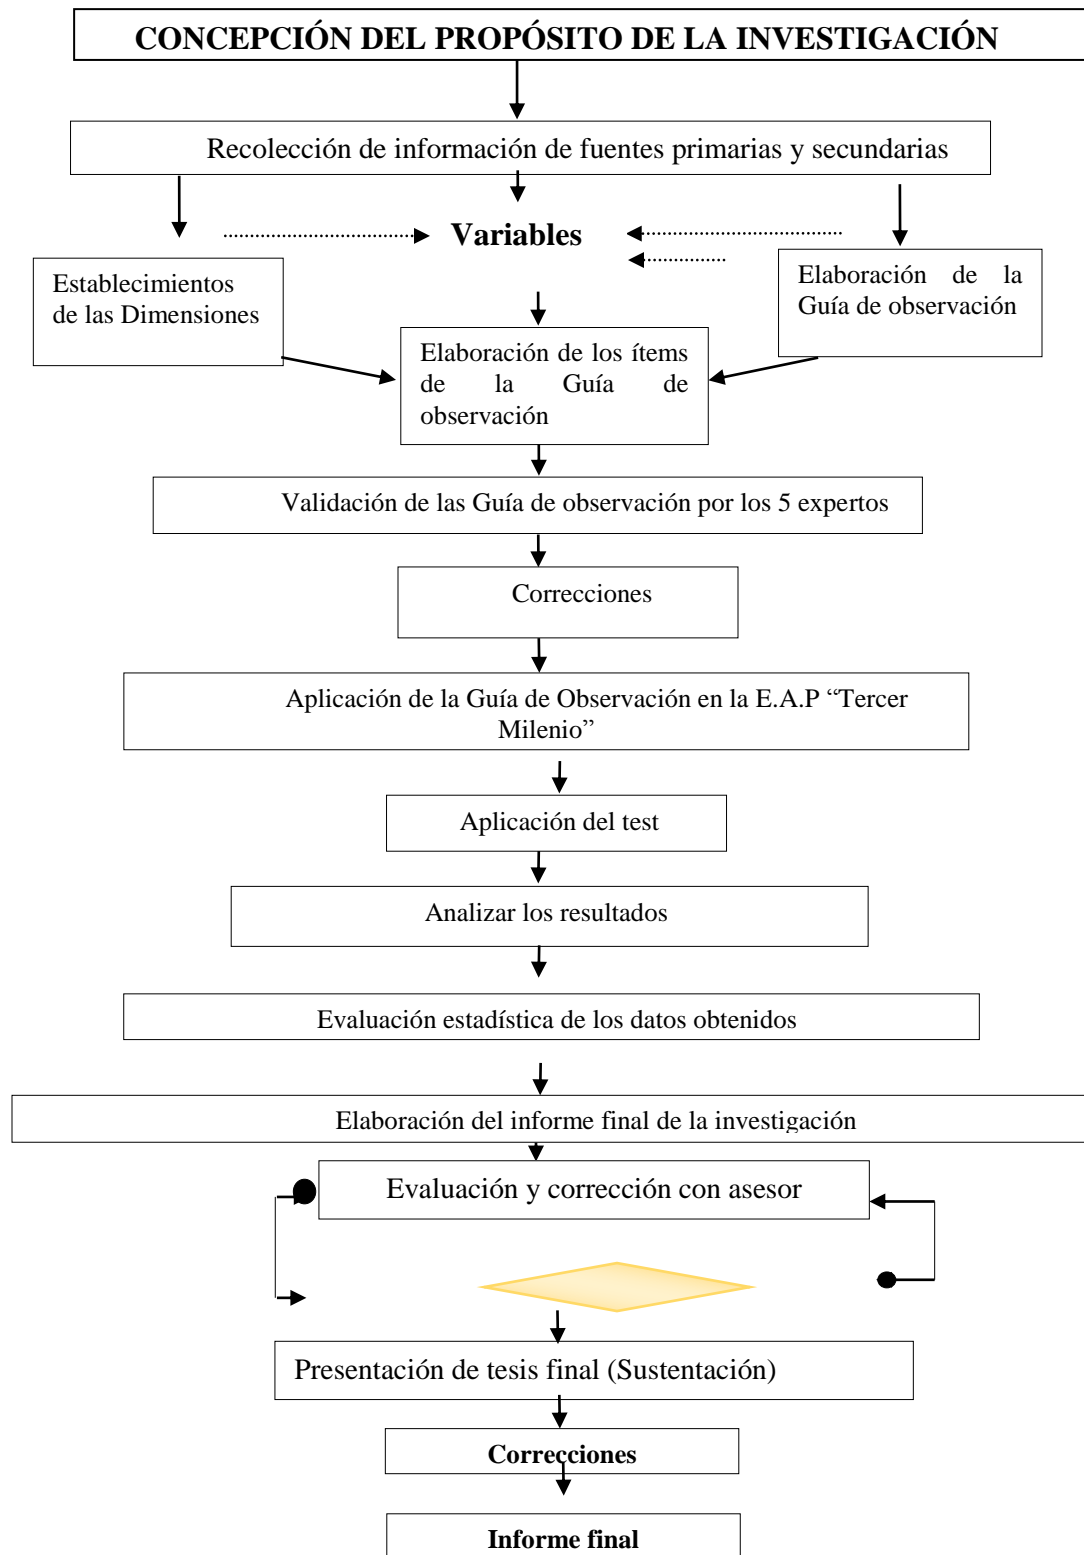 CONCEPCIÓN DEL PROPÓSITO DE LA INVESTIGACIÓN
Recolección de información de fuentes primarias y secundarias
Variables
Establecimientos
de las Dimensiones
Elaboración de la
Guía de observación
Elaboración de los ítems
de la Guía de
observación
Validación de las Guía de observación por los 5 expertos
Correcciones
Aplicación de la Guía de Observación en la E.A.P “Tercer
Milenio”
Aplicación del test
Analizar los resultados
Evaluación estadística de los datos obtenidos
Elaboración del informe final de la investigación
Evaluación y corrección con asesor
Presentación de tesis final (Sustentación)
Correcciones
Informe final